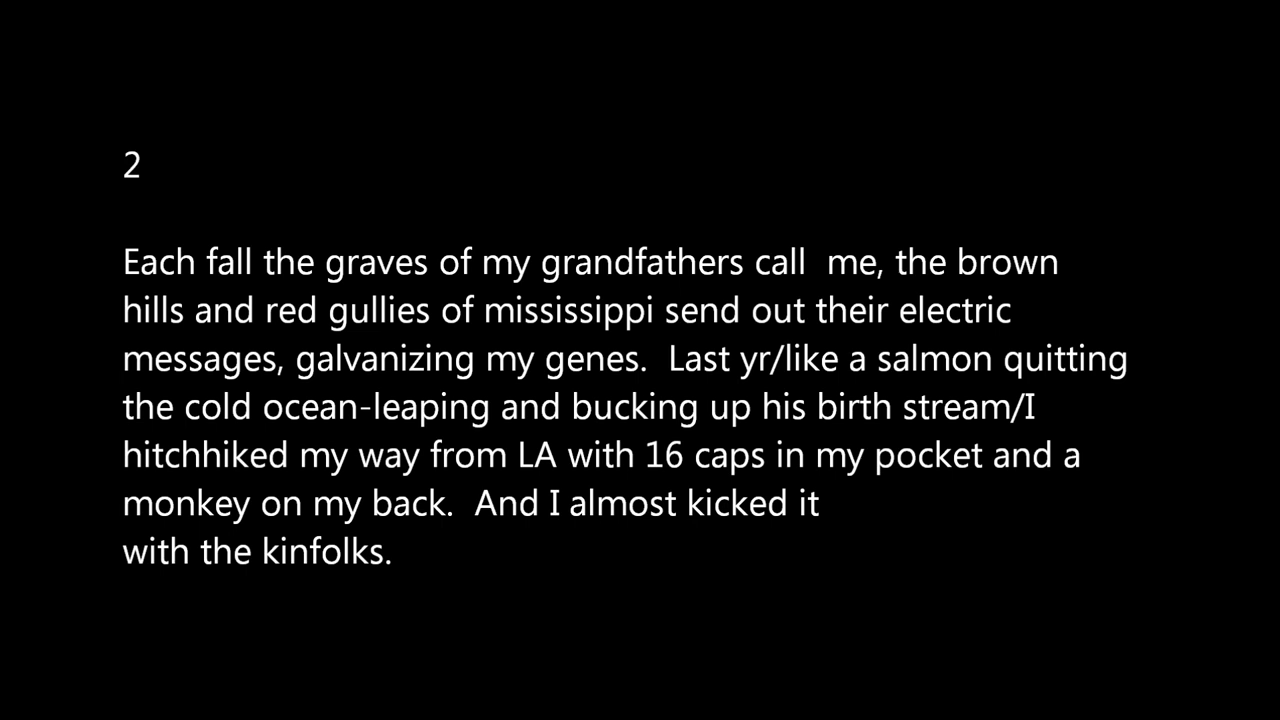 2
Each fall the graves of my grandfathers call  me, the brown
hills and red gullies of mississippi send out their electric
messages, galvanizing my genes.  Last yr/like a salmon quitting
the cold ocean-leaping and bucking up his birth stream/I
hitchhiked my way from LA with 16 caps in my pocket and a
monkey on my back.  And I almost kicked it
with the kinfolks.